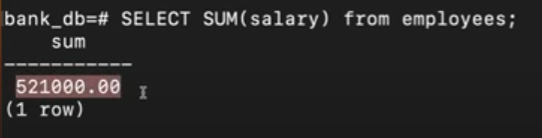 bank_db=# SELECT SUM(salary) from employees;
sum
-----------
521000.00
(1 row)